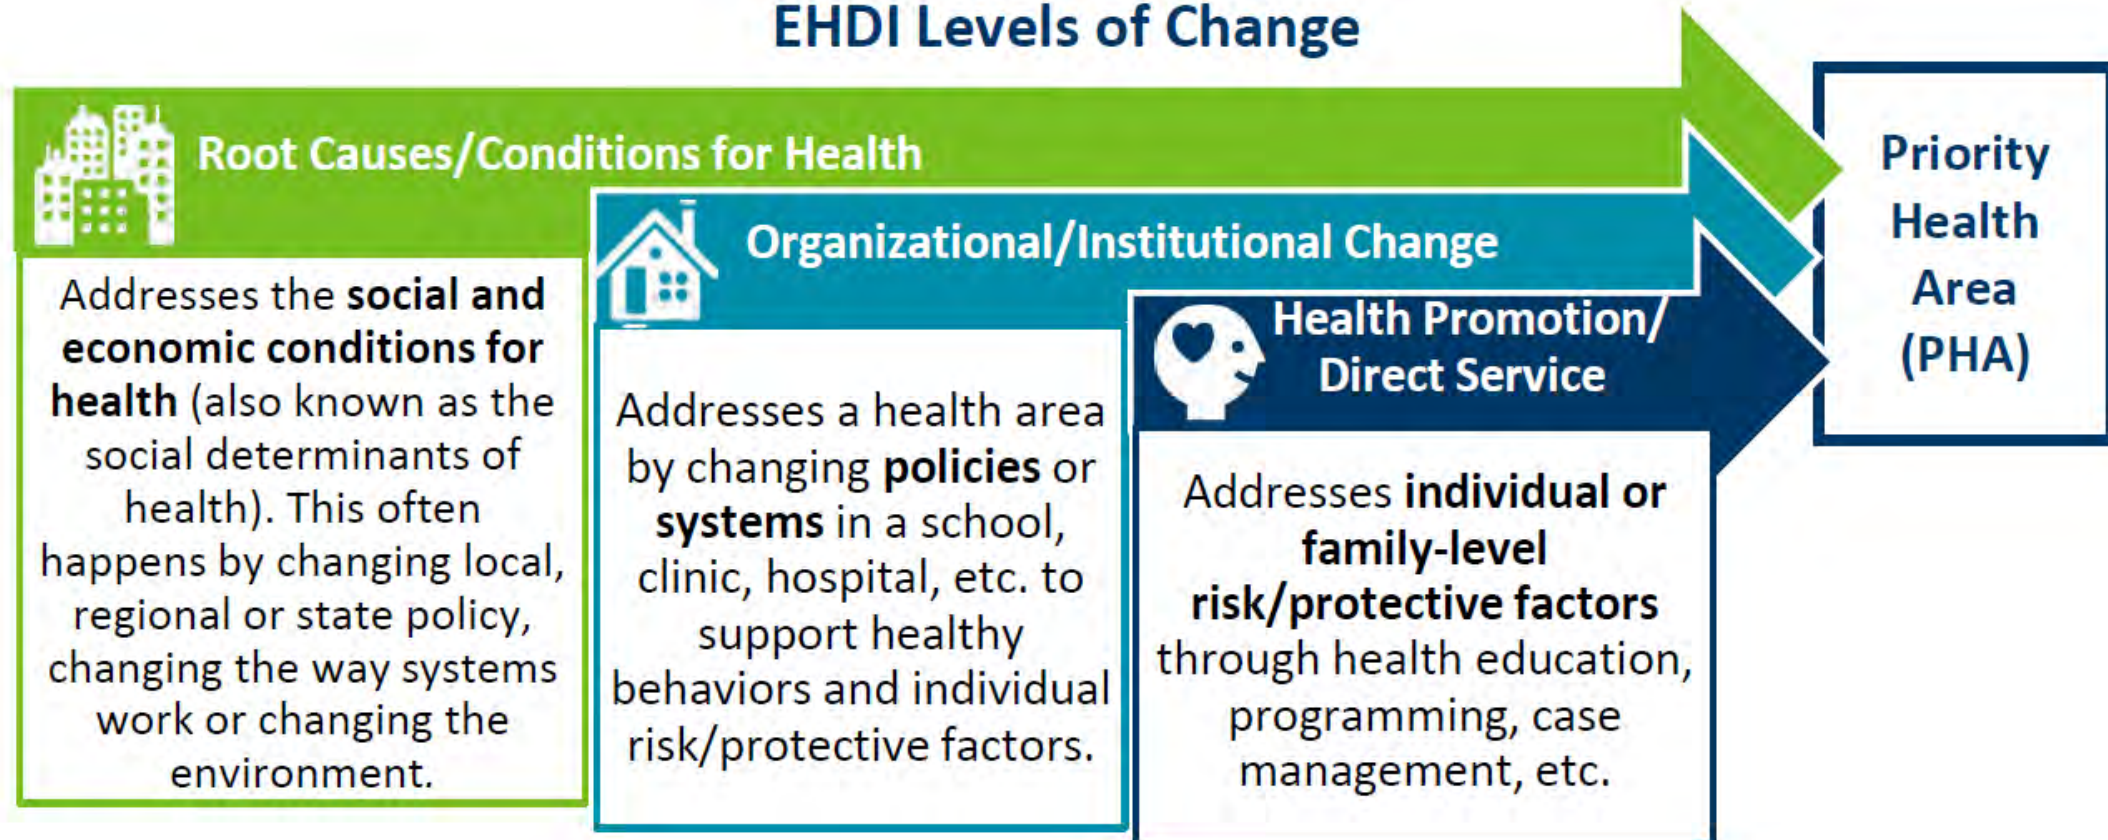 EHDI Levels of Change
Root Causes/Conditions for Health
Addresses the social and
economic conditions for
health (also known as the
social determinants of
health). This often
happens by changing local,
regional or state policy,
changing the way systems
work or changing the
environment.
Organizational/Institutional Change
Addresses a health area
by changing policies or
systems in a school,
clinic, hospital, etc. to
support healthy
behaviors and individual
risk/protective factors.
Health Promotion/
Direct Service
Addresses individual or
family-level
risk/protective factors
through health education,
programming, case
management, etc.
Priority
Health
Area
(PHA)